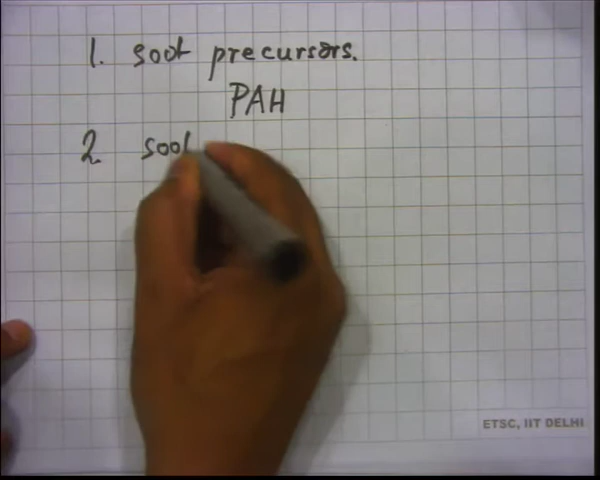 1. soot precursors.
PAH
2 soot
ETSC, IIT DELHI